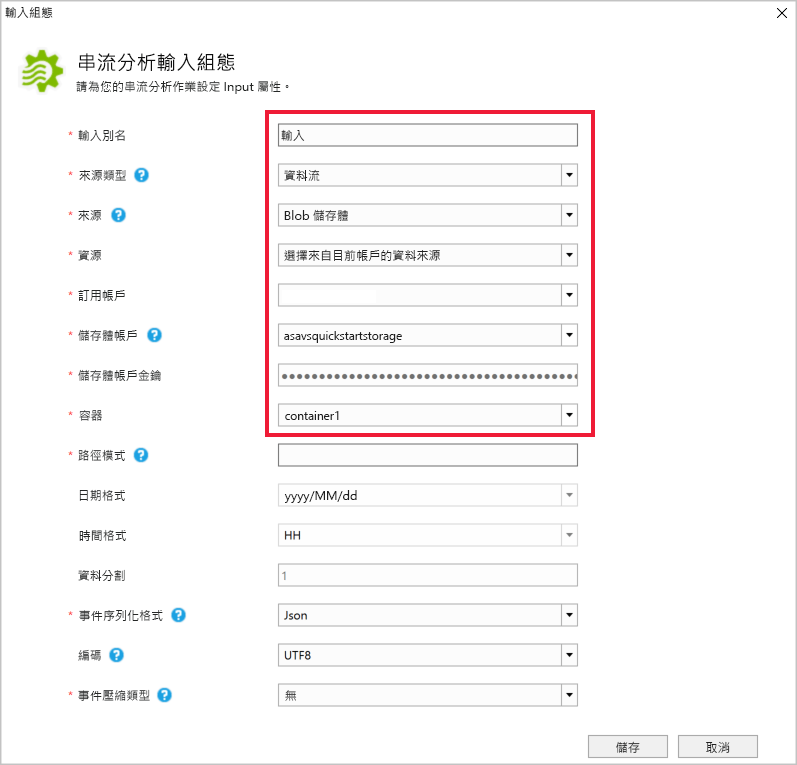 輸入組態
串流分析輸入組態
請為您的串流分析作業設定 Input 屬性。
* 輸入別名 輸入
* 來源類型 ? 資料流
* 來源 ? Blob 儲存體
* 資源 選擇來自目前帳戶的資料來源
* 訂用帳戶
* 儲存體帳戶 ? asavsquickstartstorage
* 儲存體帳戶金鑰 ●●●●●●●●●●●●●●●●●●●●●●●●●●●●●●●●●●●●●●●●
* 容器 container1
* 路徑模式 ?
日期格式 yyyy/MM/dd
時間格式 HH
資料分割 1
* 事件序列化格式 ? Json
編碼 ? UTF8
* 事件壓縮類型 ? 無
儲存 取消